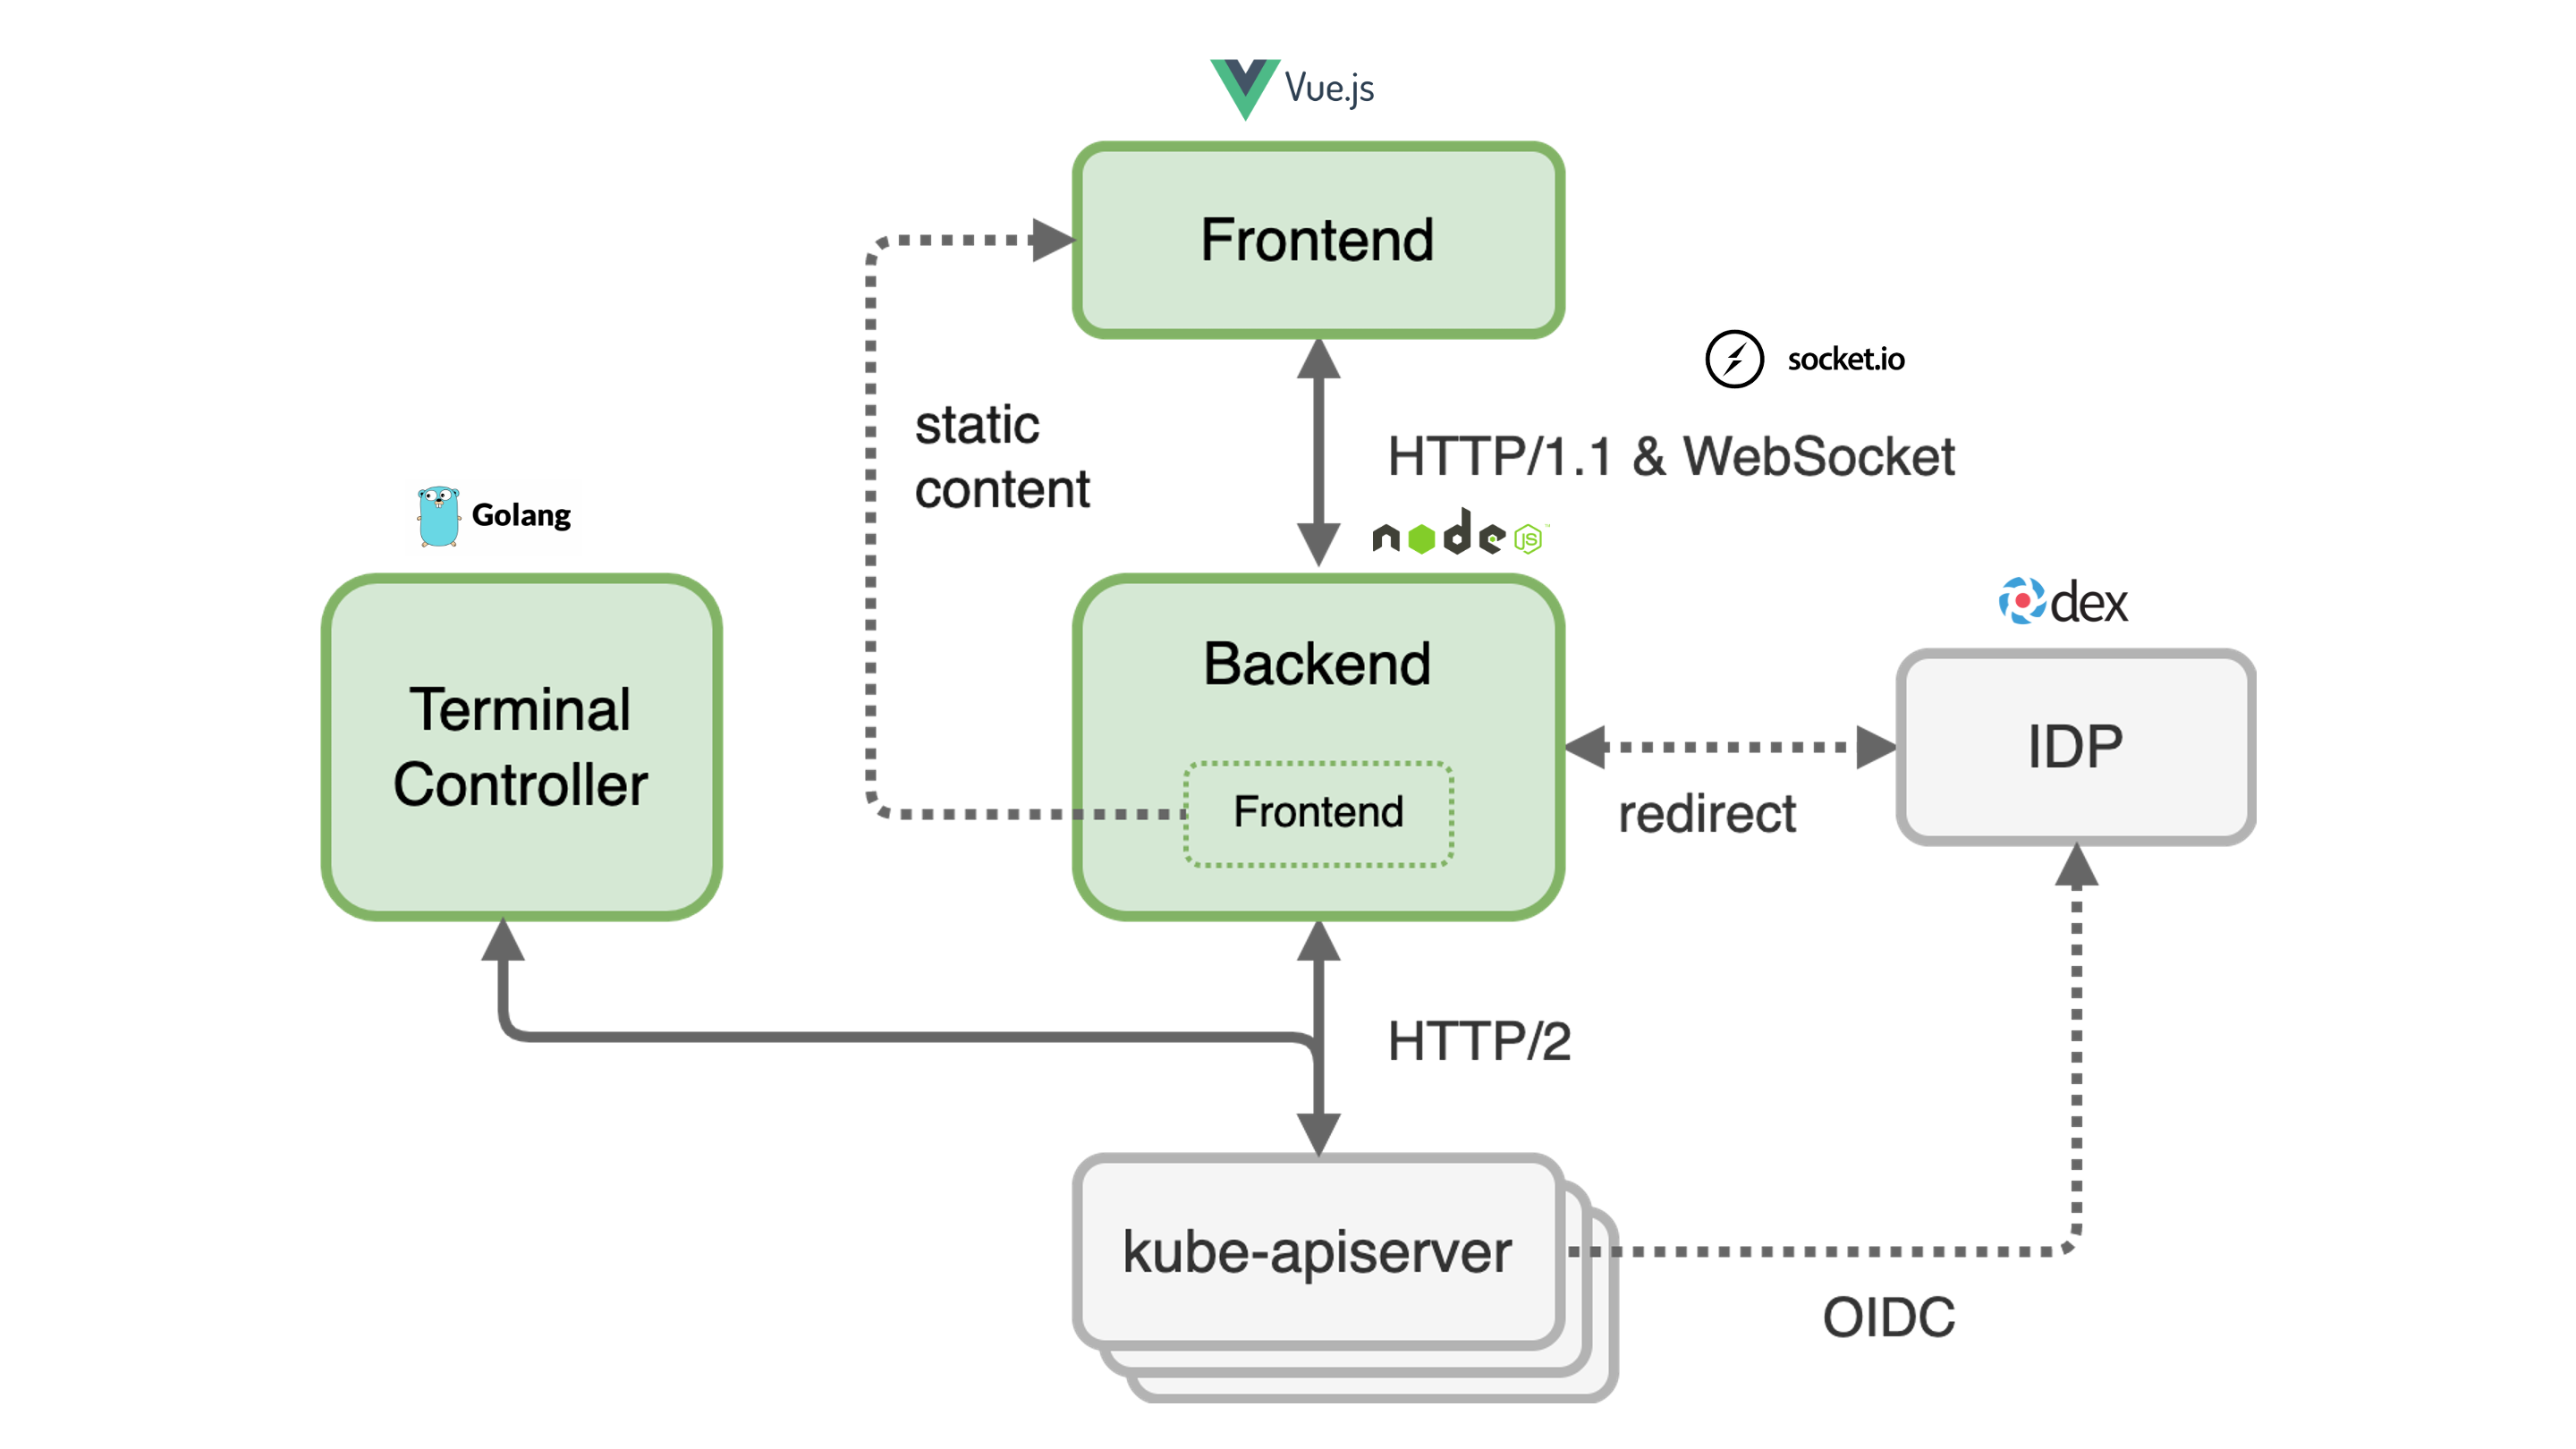 Vue.js
Frontend
socket.io
static
content
HTTP/1.1 & WebSocket
Golang
node JS
dex
Terminal
Controller
Backend
Frontend
redirect
IDP
HTTP/2
kube-apiserver
OIDC